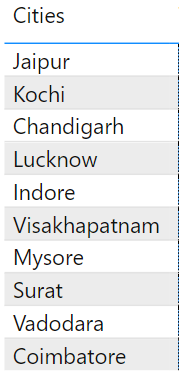 Cities
Jaipur
Kochi
Chandigarh
Lucknow
Indore
Visakhapatnam
Mysore
Surat
Vadodara
Coimbatore